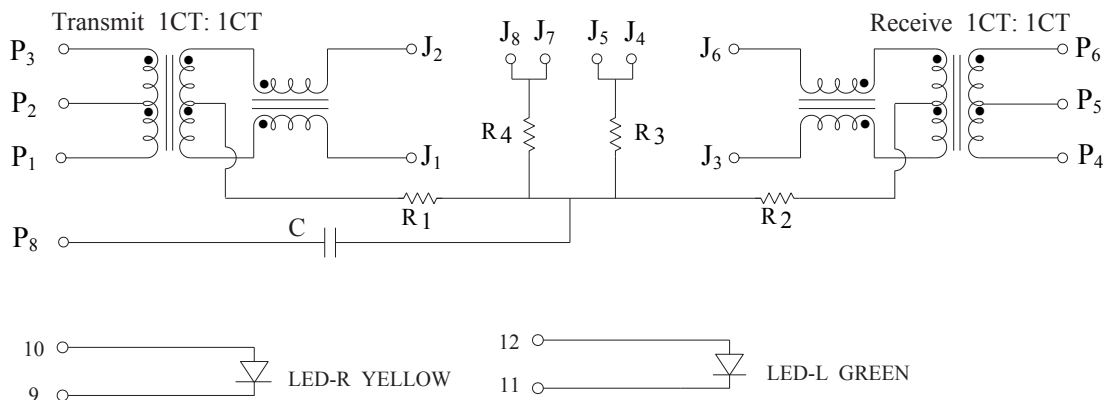 Transmit 1CT: 1CT
Receive 1CT: 1CT
P3
J2
J8
J7
J5
J4
J6
P6
P2
P5
R4
R3
P1
J1
J3
P4
R1
R2
P8
C
10
LED-R YELLOW
9
12
LED-L GREEN
11